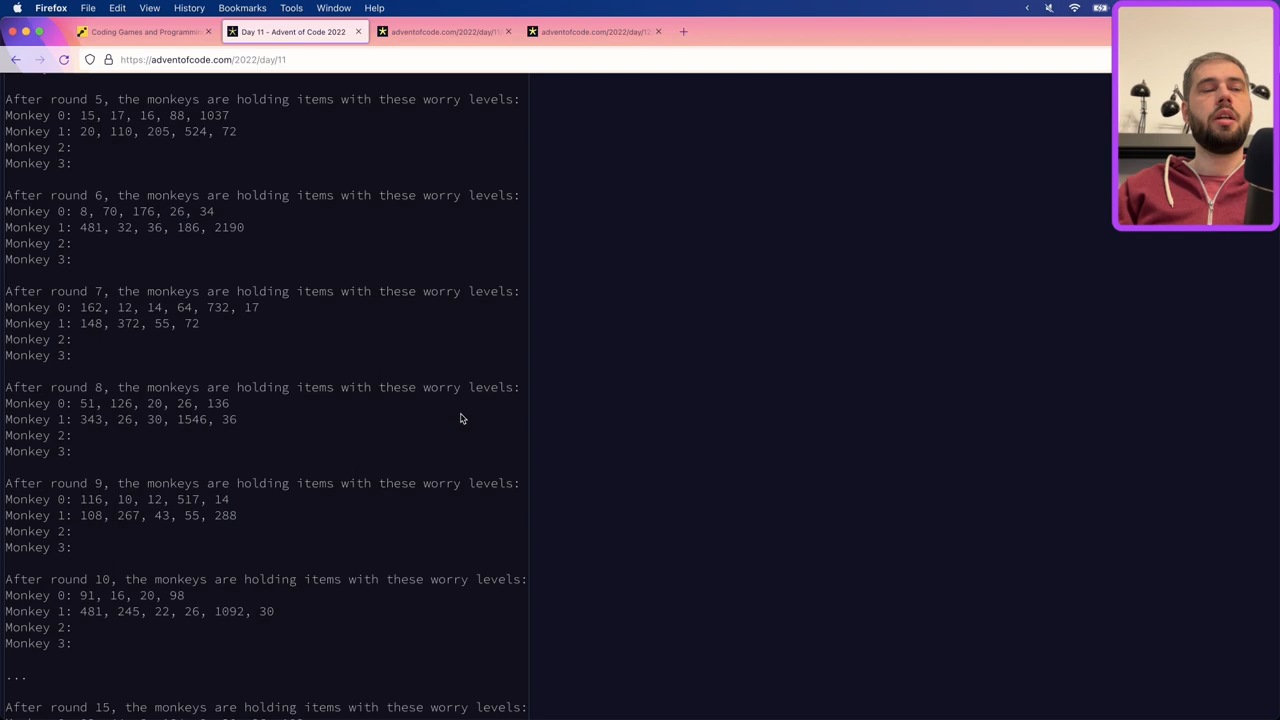 Firefox File Edit View History Bookmarks Tools Window Help
Coding Games and Programmin
Day 11 - Advent of Code 2022
adventofcode.com/2022/day/11
adventofcode.com/2022/day/12
https://adventofcode.com/2022/day/11
After round 5, the monkeys are holding items with these worry levels:
Monkey 0: 15, 17, 16, 88, 1037
Monkey 1: 20, 110, 205, 524, 72
Monkey 2:
Monkey 3:
After round 6, the monkeys are holding items with these worry levels:
Monkey 0: 8, 70, 176, 26, 34
Monkey 1: 481, 32, 36, 186, 2190
Monkey 2:
Monkey 3:
After round 7, the monkeys are holding items with these worry levels:
Monkey 0: 162, 12, 14, 64, 732, 17
Monkey 1: 148, 372, 55, 72
Monkey 2:
Monkey 3:
After round 8, the monkeys are holding items with these worry levels:
Monkey 0: 51, 126, 20, 26, 136
Monkey 1: 343, 26, 30, 1546, 36
Monkey 2:
Monkey 3:
After round 9, the monkeys are holding items with these worry levels:
Monkey 0: 116, 10, 12, 517, 14
Monkey 1: 108, 267, 43, 55, 288
Monkey 2:
Monkey 3:
After round 10, the monkeys are holding items with these worry levels:
Monkey 0: 91, 16, 20, 98
Monkey 1: 481, 245, 22, 26, 1092, 30
Monkey 2:
Monkey 3:
...
After round 15, the monkeys are holding items with these worry levels: